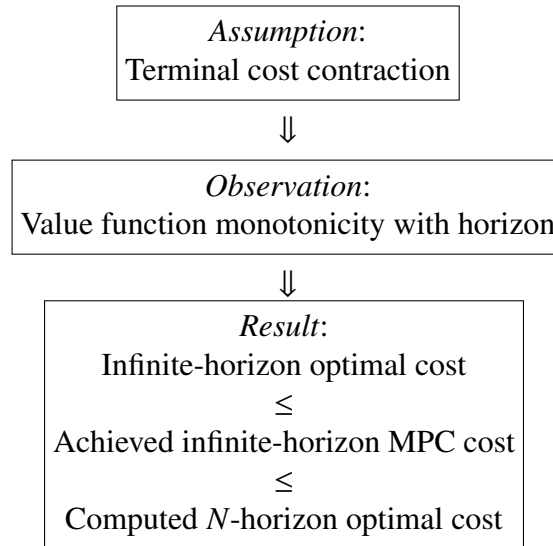 Assumption:
Terminal cost contraction
⇓
Observation:
Value function monotonicity with horizon
⇓
Result:
Infinite-horizon optimal cost
≤
Achieved infinite-horizon MPC cost
≤
Computed N-horizon optimal cost